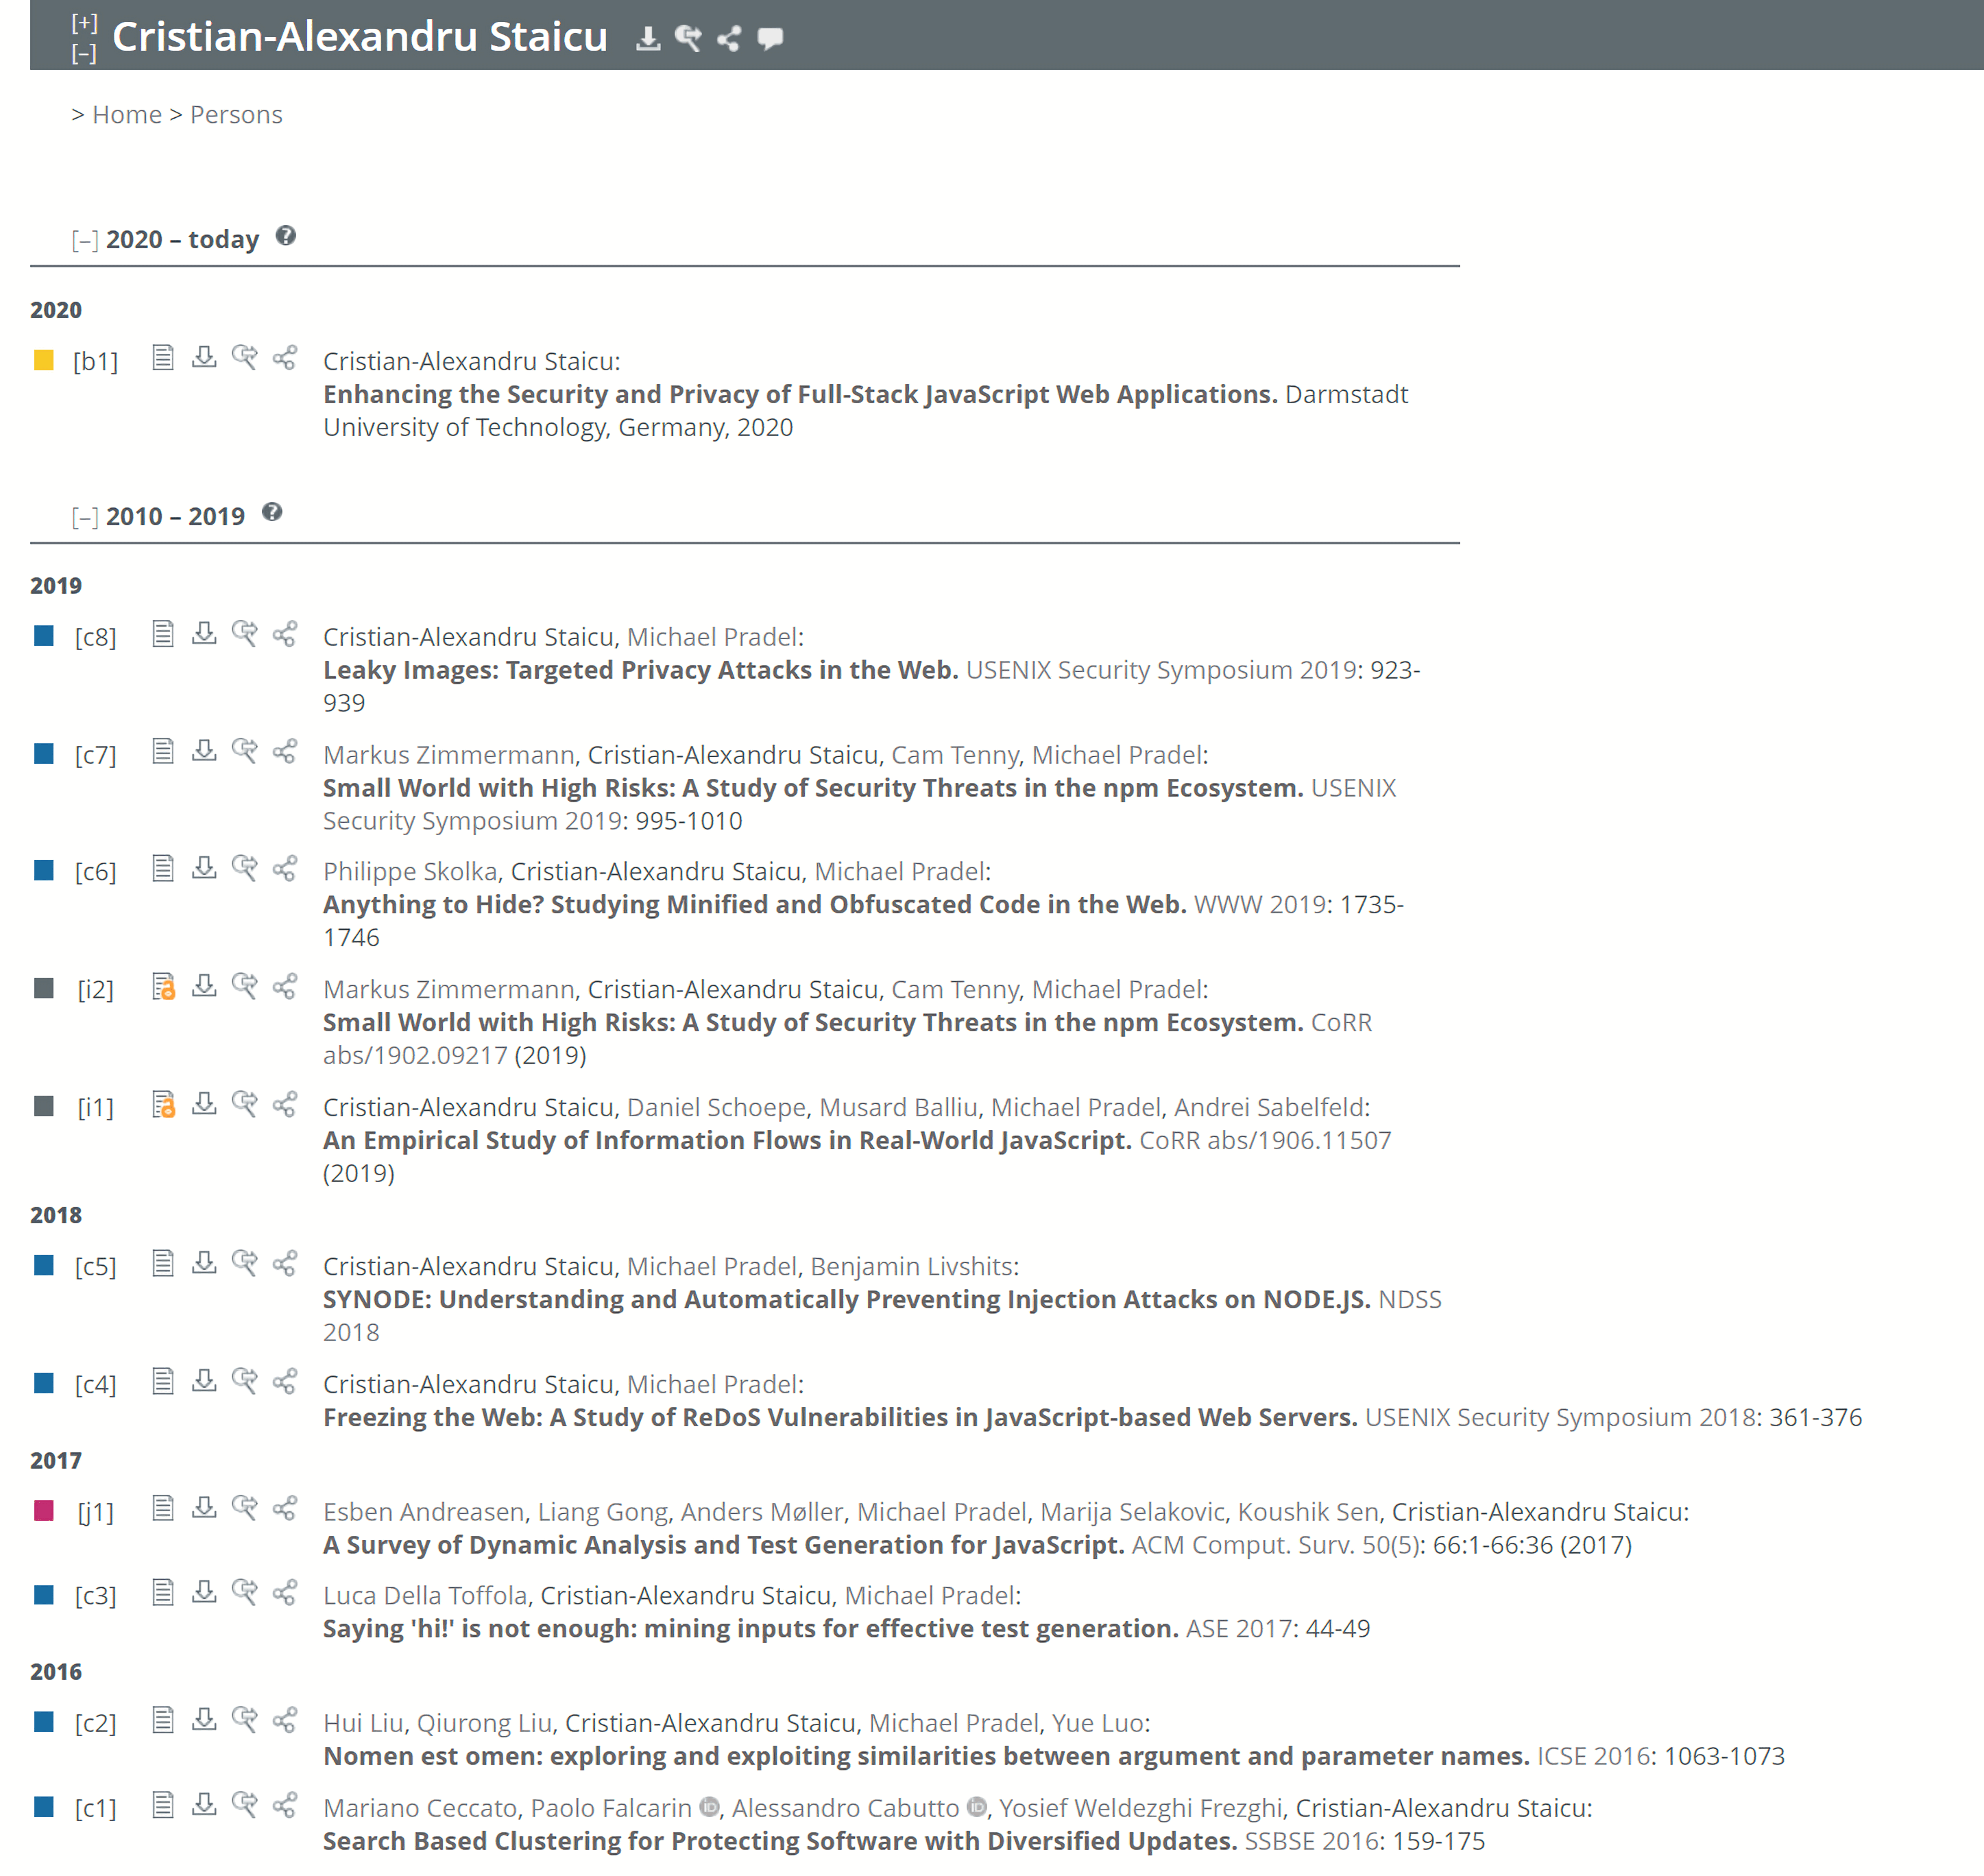 [+]
[–] Cristian-Alexandru Staicu
> Home > Persons
[–] 2020 – today ?
2020
[b1] Cristian-Alexandru Staicu:
Enhancing the Security and Privacy of Full-Stack JavaScript Web Applications. Darmstadt
University of Technology, Germany, 2020
[–] 2010 – 2019 ?
2019
[c8] Cristian-Alexandru Staicu, Michael Pradel:
Leaky Images: Targeted Privacy Attacks in the Web. USENIX Security Symposium 2019: 923-
939
[c7] Markus Zimmermann, Cristian-Alexandru Staicu, Cam Tenny, Michael Pradel:
Small World with High Risks: A Study of Security Threats in the npm Ecosystem. USENIX
Security Symposium 2019: 995-1010
[c6] Philippe Skolka, Cristian-Alexandru Staicu, Michael Pradel:
Anything to Hide? Studying Minified and Obfuscated Code in the Web. WWW 2019: 1735-
1746
[i2] Markus Zimmermann, Cristian-Alexandru Staicu, Cam Tenny, Michael Pradel:
Small World with High Risks: A Study of Security Threats in the npm Ecosystem. CoRR
abs/1902.09217 (2019)
[i1] Cristian-Alexandru Staicu, Daniel Schoepe, Musard Balliu, Michael Pradel, Andrei Sabelfeld:
An Empirical Study of Information Flows in Real-World JavaScript. CoRR abs/1906.11507
(2019)
2018
[c5] Cristian-Alexandru Staicu, Michael Pradel, Benjamin Livshits:
SYNODE: Understanding and Automatically Preventing Injection Attacks on NODE.JS. NDSS
2018
[c4] Cristian-Alexandru Staicu, Michael Pradel:
Freezing the Web: A Study of ReDoS Vulnerabilities in JavaScript-based Web Servers. USENIX Security Symposium 2018: 361-376
2017
[j1] Esben Andreasen, Liang Gong, Anders Møller, Michael Pradel, Marija Selakovic, Koushik Sen, Cristian-Alexandru Staicu:
A Survey of Dynamic Analysis and Test Generation for JavaScript. ACM Comput. Surv. 50(5): 66:1-66:36 (2017)
[c3] Luca Della Toffola, Cristian-Alexandru Staicu, Michael Pradel:
Saying 'hi!' is not enough: mining inputs for effective test generation. ASE 2017: 44-49
2016
[c2] Hui Liu, Qiurong Liu, Cristian-Alexandru Staicu, Michael Pradel, Yue Luo:
Nomen est omen: exploring and exploiting similarities between argument and parameter names. ICSE 2016: 1063-1073
[c1] Mariano Ceccato, Paolo Falcarin iD, Alessandro Cabutto iD, Yosief Weldezghi Frezghi, Cristian-Alexandru Staicu:
Search Based Clustering for Protecting Software with Diversified Updates. SSBSE 2016: 159-175